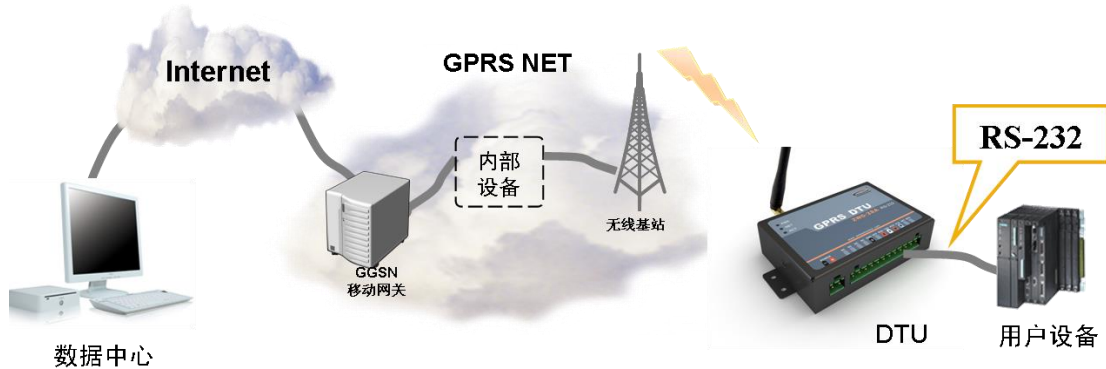 Internet
GPRS NET
RS-232
内部
设备
GPRS DTU
无线基站
GGSN
移动网关
DTU
用户设备
数据中心